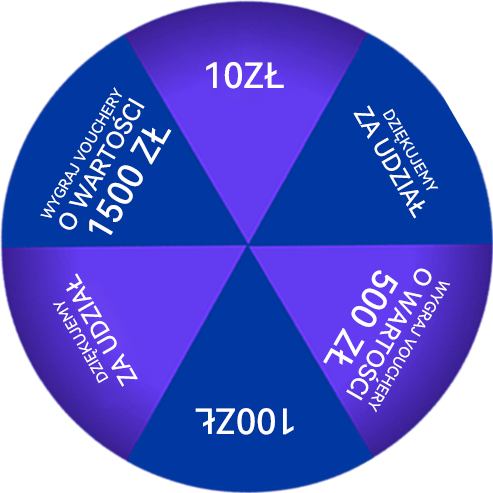 10ZŁ
DZIĘKUJEMY
ZA UDZIAŁ
WYGRAJ VOUCHERY
O WARTOŚCI
500 ZŁ
100ZŁ
DZIĘKUJEMY
ZA UDZIAŁ
WYGRAJ VOUCHERY
O WARTOŚCI
1500 ZŁ